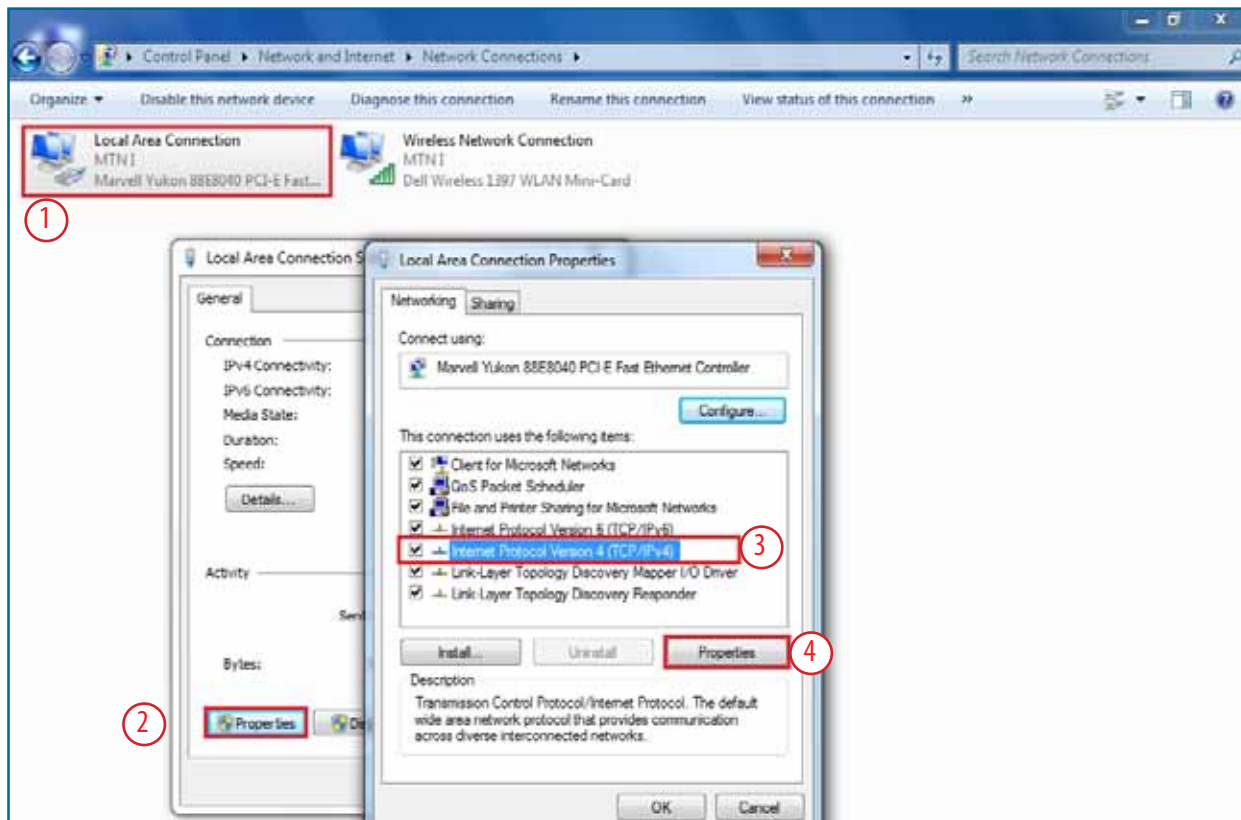 Control Panel ▸ Network and Internet ▸ Network Connections ▸
Search Network Connections
Organize ▾ Disable this network device Diagnose this connection Rename this connection View status of this connection »
Local Area Connection
MTNI
Marvell Yukon 88E8040 PCI-E Fast...
Wireless Network Connection
MTNI
Dell Wireless 1397 WLAN Mini-Card
1
Local Area Connection S
General
Connection
IPv4 Connectivity:
IPv6 Connectivity:
Media State:
Duration:
Speed:
Details...
Activity
Sent
Bytes:
2
Properties
Dis
Local Area Connection Properties
Networking Sharing
Connect using:
Marvell Yukon 88E8040 PCI-E Fast Ethernet Controller
Configure...
This connection uses the following items:
Client for Microsoft Networks
QoS Packet Scheduler
File and Printer Sharing for Microsoft Networks
Internet Protocol Version 6 (TCP/IPv6)
Internet Protocol Version 4 (TCP/IPv4)
3
Link-Layer Topology Discovery Mapper I/O Driver
Link-Layer Topology Discovery Responder
Install... Uninstall Properties
4
Description
Transmission Control Protocol/Internet Protocol. The default
wide area network protocol that provides communication
across diverse interconnected networks.
OK Cancel